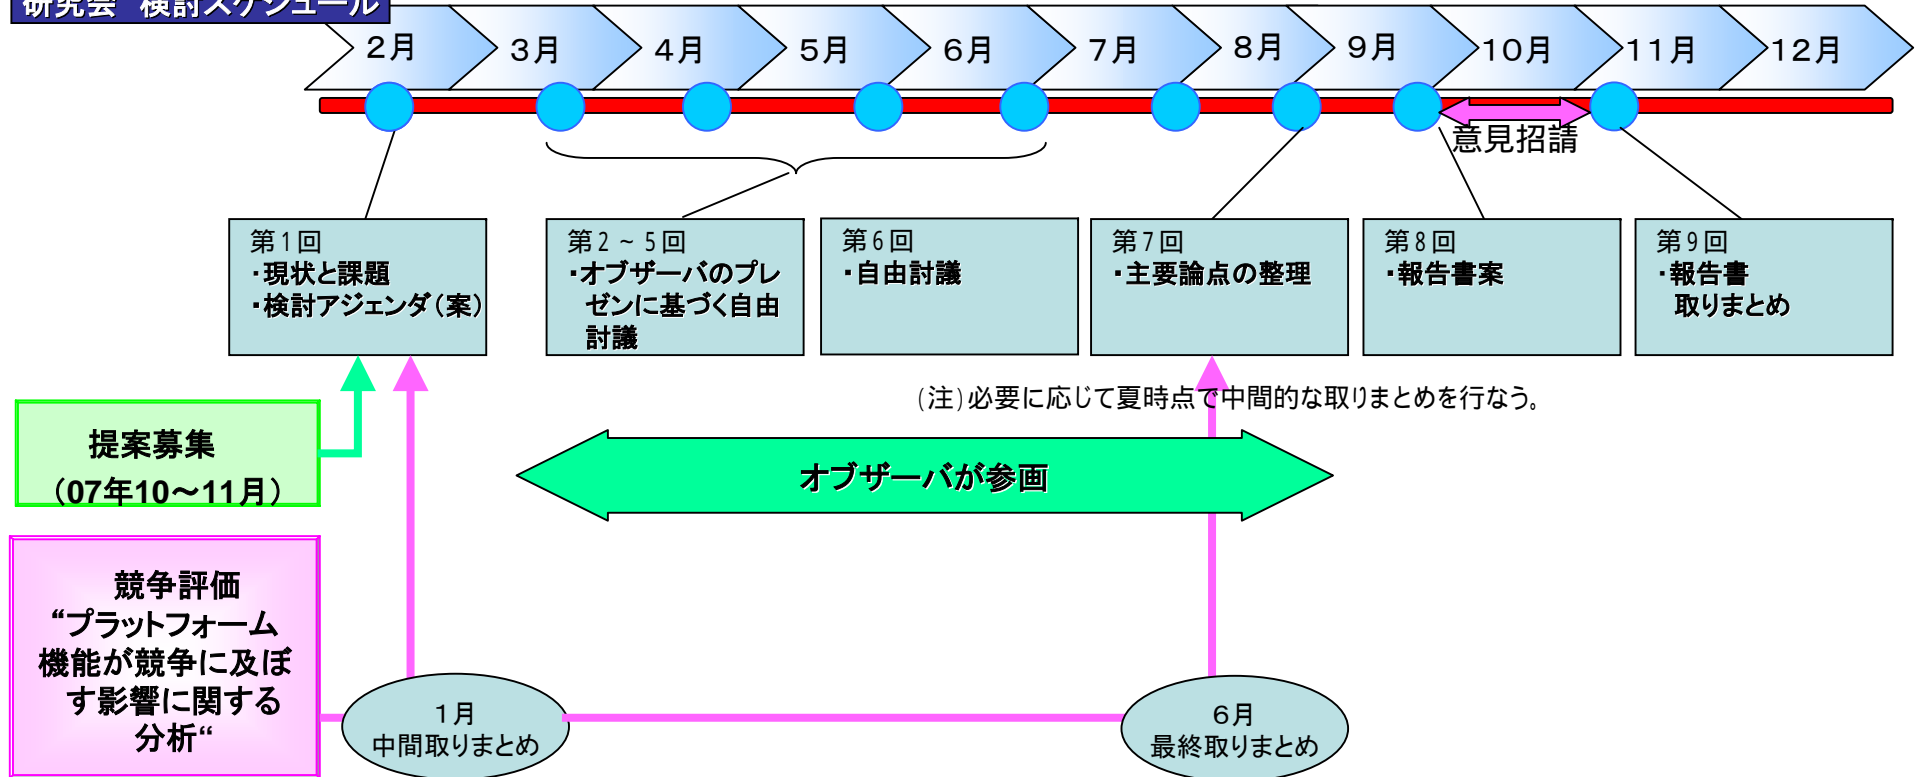 研究会 検討スケジュール
2月 3月 4月 5月 6月 7月 8月 9月 10月 11月 12月
意見招請
第1回
・現状と課題
・検討アジェンダ（案）
第2～5回
・オブザーバのプレ
ゼンに基づく自由
討議
第6回
・自由討議
第7回
・主要論点の整理
第8回
・報告書案
第9回
・報告書
取りまとめ
(注)必要に応じて夏時点で中間的な取りまとめを行なう。
提案募集
（07年10～11月）
オブザーバが参画
競争評価
“プラットフォーム
機能が競争に及ぼ
す影響に関する
分析“
1月
中間取りまとめ
6月
最終取りまとめ